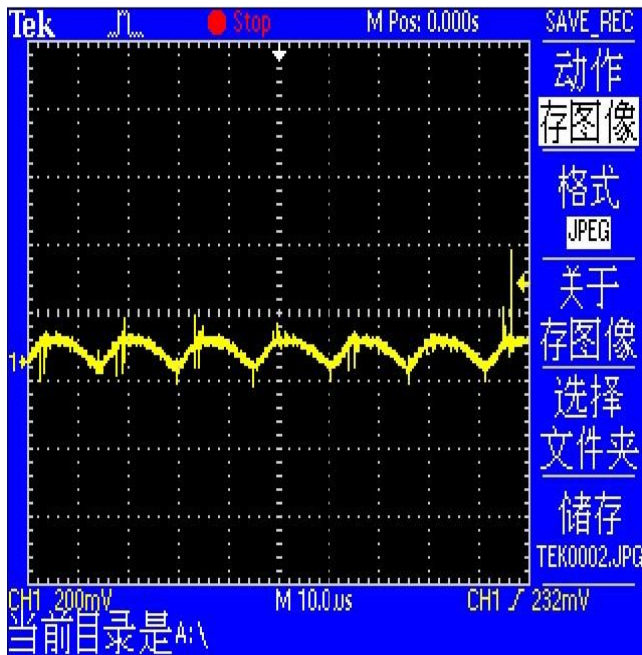 Tek Stop M Pos: 0.000s SAVE_REC
动作
存图像
格式
JPEG
关于
存图像
1
选择
文件夹
储存
TEK0002.JPG
CH1 200mV M 10.0us CH1 232mV
当前目录是A:\